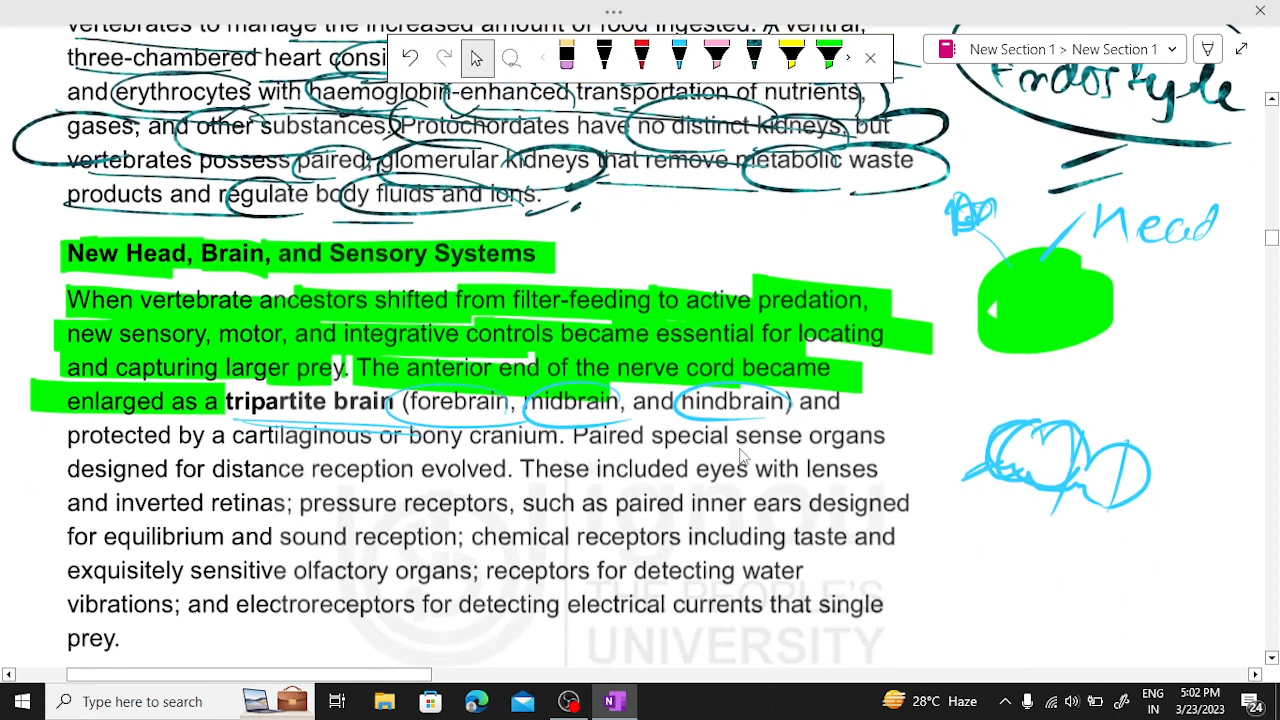 vertebrates to manage the increased amount of food ingested. A ventral,
New Section 1 > New Section 1
three-chambered heart
Endostyle
and erythrocytes with haemoglobin-enhanced transportation of nutrients,
gases, and other substances. Protochordates have no distinct kidneys, but
vertebrates possess paired, glomerular kidneys that remove metabolic waste
products and regulate body fluids and ions.
Head
New Head, Brain, and Sensory Systems
When vertebrate ancestors shifted from filter-feeding to active predation,
new sensory, motor, and integrative controls became essential for locating
and capturing larger prey. The anterior end of the nerve cord became
enlarged as a tripartite brain (forebrain, midbrain, and hindbrain) and
protected by a cartilaginous or bony cranium. Paired special sense organs
designed for distance reception evolved. These included eyes with lenses
and inverted retinas; pressure receptors, such as paired inner ears designed
for equilibrium and sound reception; chemical receptors including taste and
exquisitely sensitive olfactory organs; receptors for detecting water
vibrations; and electroreceptors for detecting electrical currents that single
prey.
ignou
THE PEOPLE'S
UNIVERSITY
Type here to search
28°C Haze
ENG
IN
5:02 PM
3/23/2023
24